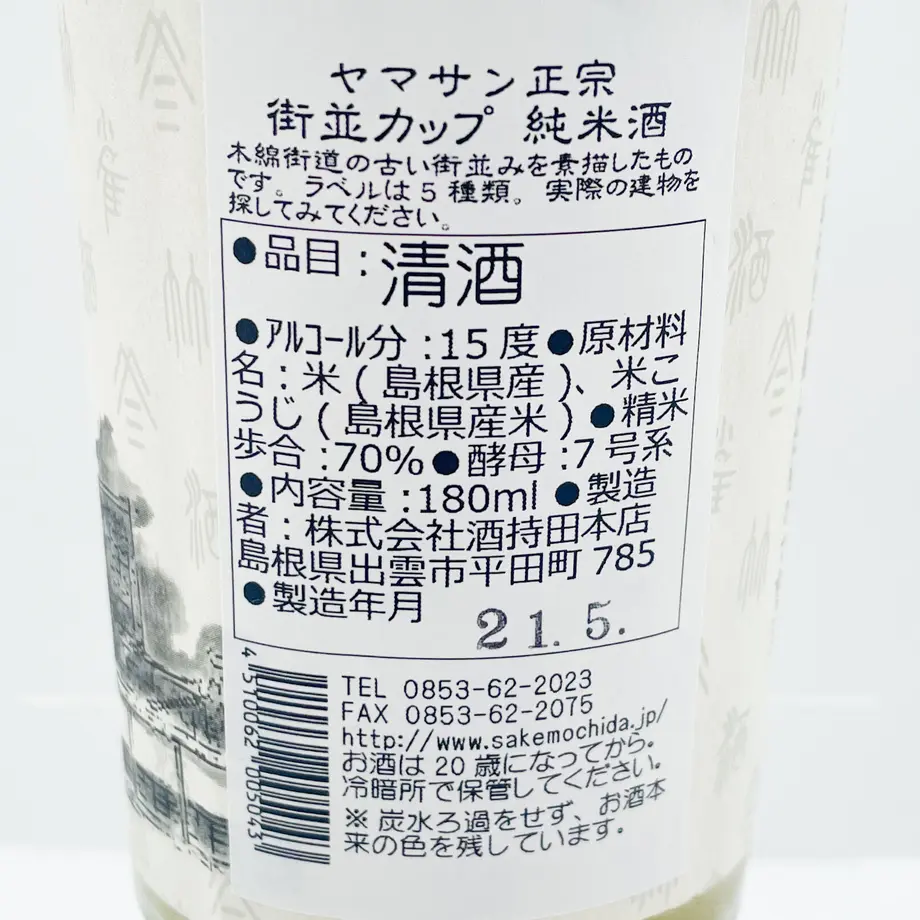 ヤマサン正宗
街並カップ 純米酒
木綿街道の古い街並みを素描したもの
です。ラベルは5種類。実際の建物を
探してみてください。
●品目：清酒
●ｱﾙｺｰﾙ分：15度●原材料
名：米(島根県産)、米こ
うじ(島根県産米)●精米
歩合：70%●酵母：7号系
●内容量：180ml●製造
者：株式会社酒持田本店
島根県出雲市平田町785
●製造年月 21.5.
4 510062 005043
TEL 0853-62-2023
FAX 0853-62-2075
http://www.sakemochida.jp/
お酒は20歳になってから。
冷暗所で保管してください。
※炭水ろ過をせず、お酒本
来の色を残しています。